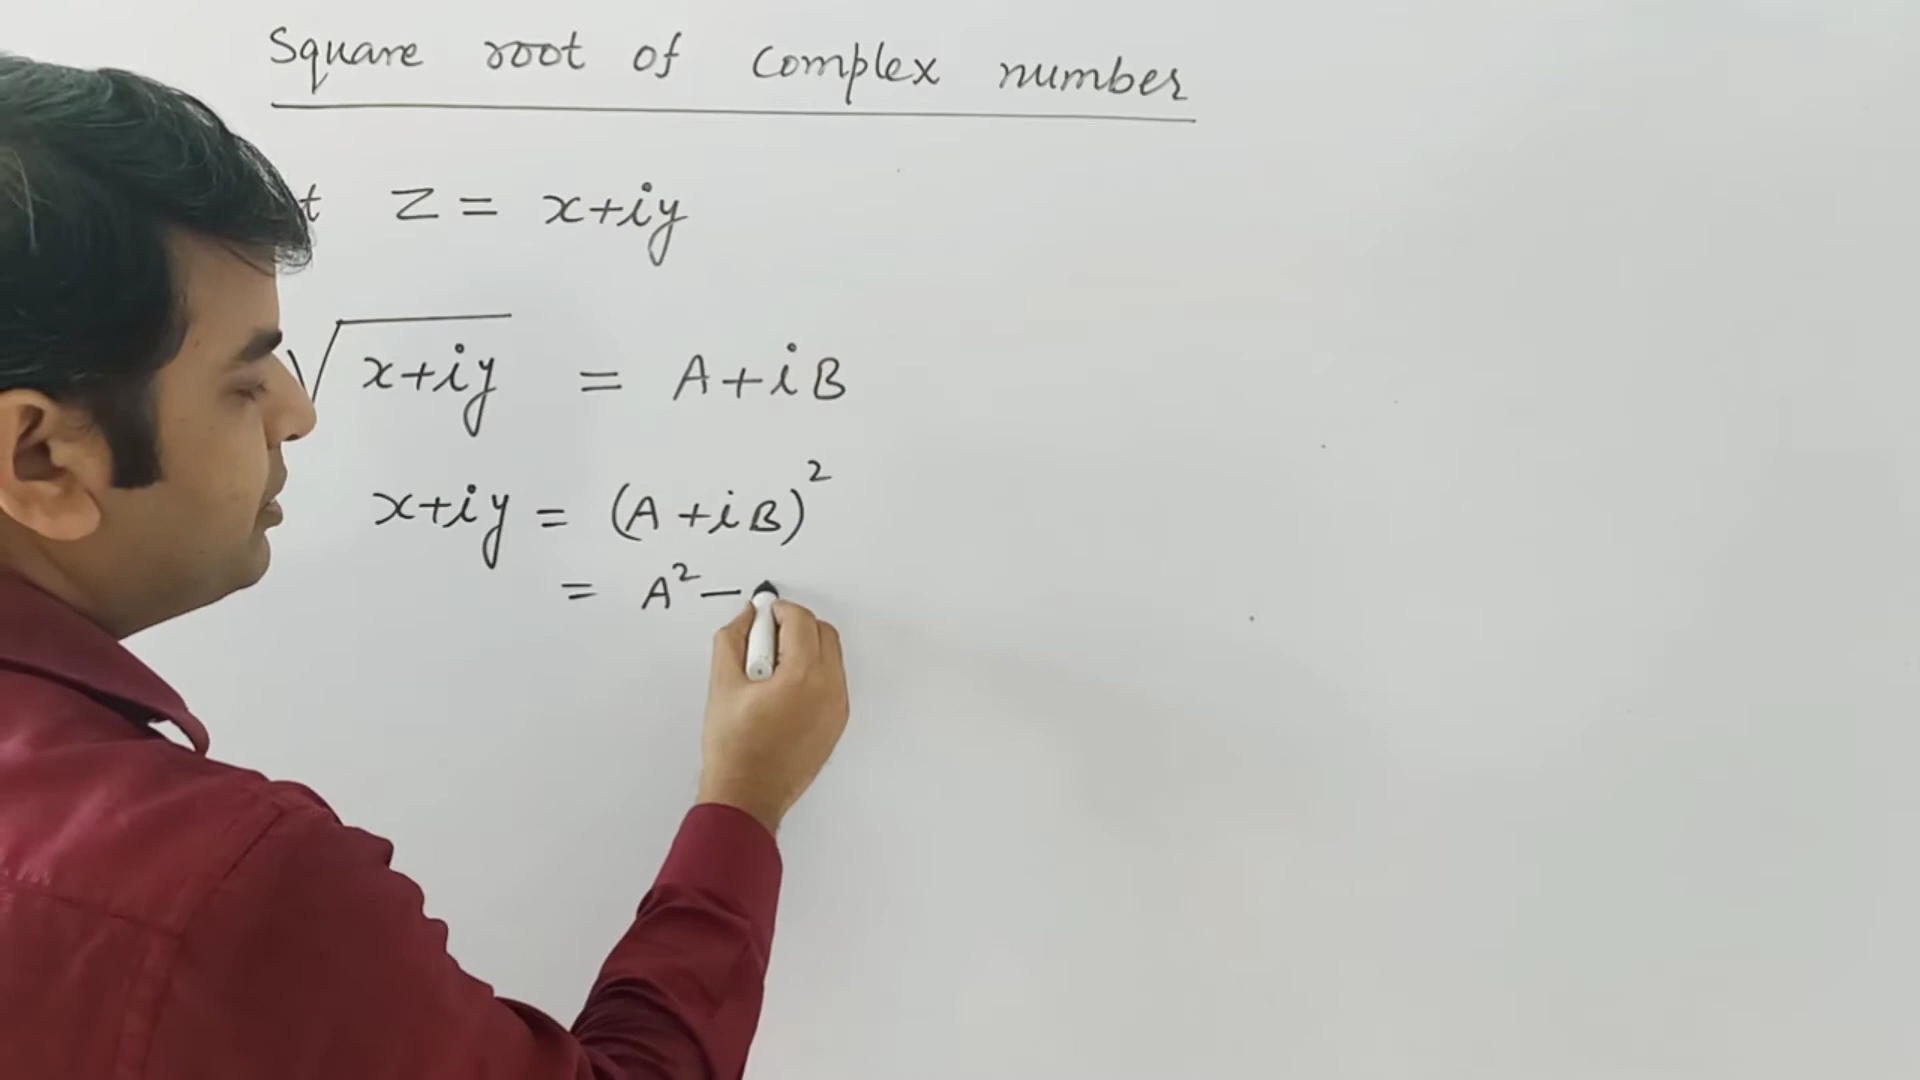 Square root of complex number
Z = x+iy
√x+iy = A+iB
x+iy = (A+iB)²
= A² –